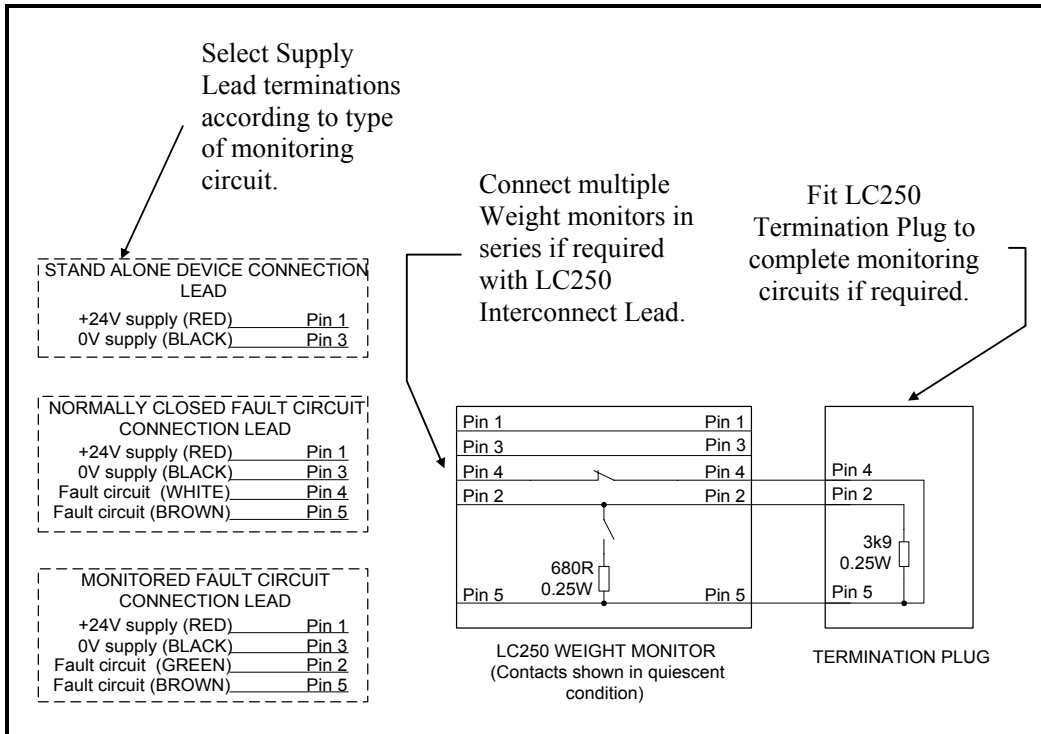 Select Supply
Lead terminations
according to type
of monitoring
circuit.
Connect multiple
Weight monitors in
series if required
with LC250
Interconnect Lead.
Fit LC250
Termination Plug to
complete monitoring
circuits if required.
STAND ALONE DEVICE CONNECTION
LEAD
+24V supply (RED) Pin 1
0V supply (BLACK) Pin 3
NORMALLY CLOSED FAULT CIRCUIT
CONNECTION LEAD
+24V supply (RED) Pin 1
0V supply (BLACK) Pin 3
Fault circuit (WHITE) Pin 4
Fault circuit (BROWN) Pin 5
MONITORED FAULT CIRCUIT
CONNECTION LEAD
+24V supply (RED) Pin 1
0V supply (BLACK) Pin 3
Fault circuit (GREEN) Pin 2
Fault circuit (BROWN) Pin 5
Pin 1 Pin 1
Pin 3 Pin 3
Pin 4 Pin 4
Pin 2 Pin 2
680R
0.25W
Pin 5 Pin 5
LC250 WEIGHT MONITOR
(Contacts shown in quiescent
condition)
Pin 4
Pin 2
3k9
0.25W
Pin 5
TERMINATION PLUG